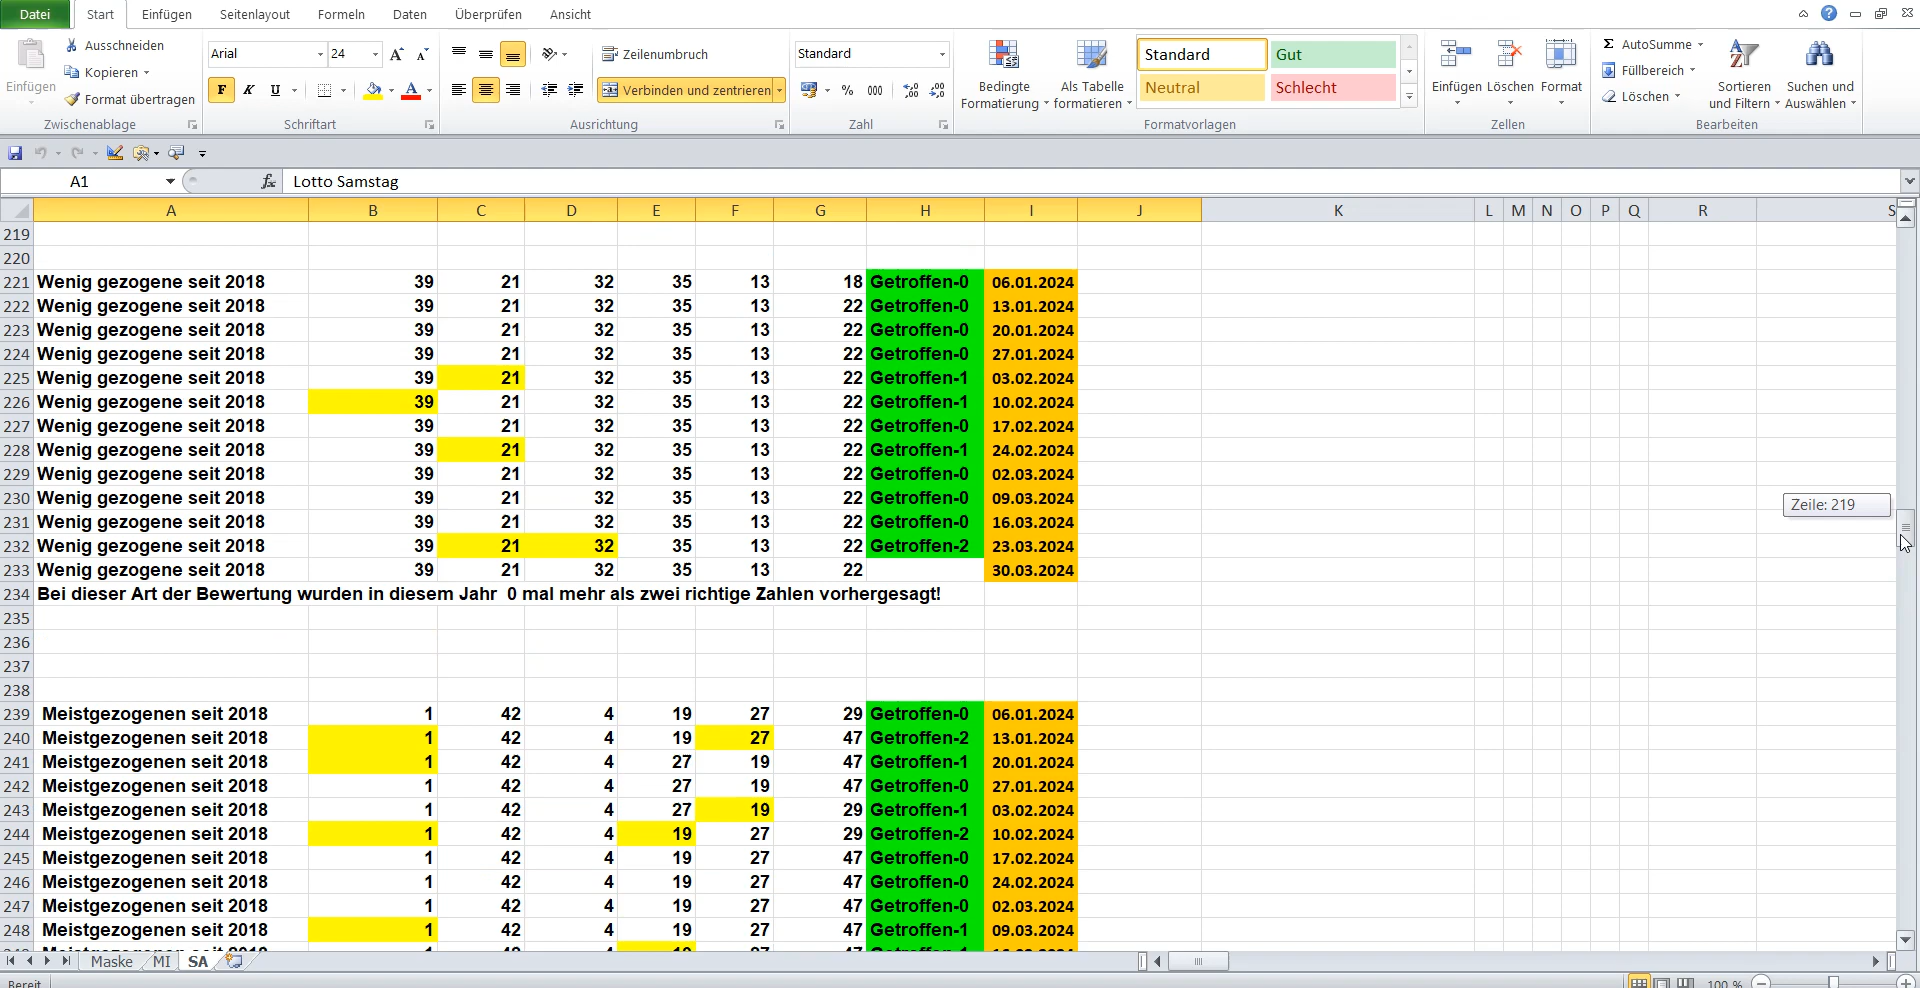 Datei Start Einfügen Seitenlayout Formeln Daten Überprüfen Ansicht
Einfügen
Ausschneiden
Kopieren
Format übertragen
Zwischenablage
Arial 24
F K U A
Schriftart
Zeilenumbruch
Verbinden und zentrieren
Ausrichtung
Standard
% 000
Zahl
Bedingte Formatierung
Als Tabelle formatieren
Standard Gut
Neutral Schlecht
Formatvorlagen
Einfügen Löschen Format
Zellen
Σ AutoSumme
Füllbereich
Löschen
Sortieren und Filtern
Suchen und Auswählen
Bearbeiten
A1 fx Lotto Samstag
A B C D E F G H I J K L M N O P Q R S
219
220
221 Wenig gezogene seit 2018 39 21 32 35 13 18 Getroffen-0 06.01.2024
222 Wenig gezogene seit 2018 39 21 32 35 13 22 Getroffen-0 13.01.2024
223 Wenig gezogene seit 2018 39 21 32 35 13 22 Getroffen-0 20.01.2024
224 Wenig gezogene seit 2018 39 21 32 35 13 22 Getroffen-0 27.01.2024
225 Wenig gezogene seit 2018 39 21 32 35 13 22 Getroffen-1 03.02.2024
226 Wenig gezogene seit 2018 39 21 32 35 13 22 Getroffen-1 10.02.2024
227 Wenig gezogene seit 2018 39 21 32 35 13 22 Getroffen-0 17.02.2024
228 Wenig gezogene seit 2018 39 21 32 35 13 22 Getroffen-1 24.02.2024
229 Wenig gezogene seit 2018 39 21 32 35 13 22 Getroffen-0 02.03.2024
230 Wenig gezogene seit 2018 39 21 32 35 13 22 Getroffen-0 09.03.2024
231 Wenig gezogene seit 2018 39 21 32 35 13 22 Getroffen-0 16.03.2024
Zeile: 219
232 Wenig gezogene seit 2018 39 21 32 35 13 22 Getroffen-2 23.03.2024
233 Wenig gezogene seit 2018 39 21 32 35 13 22 30.03.2024
234 Bei dieser Art der Bewertung wurden in diesem Jahr 0 mal mehr als zwei richtige Zahlen vorhergesagt!
235
236
237
238
239 Meistgezogenen seit 2018 1 42 4 19 27 29 Getroffen-0 06.01.2024
240 Meistgezogenen seit 2018 1 42 4 19 27 47 Getroffen-2 13.01.2024
241 Meistgezogenen seit 2018 1 42 4 27 19 47 Getroffen-1 20.01.2024
242 Meistgezogenen seit 2018 1 42 4 27 19 47 Getroffen-0 27.01.2024
243 Meistgezogenen seit 2018 1 42 4 27 19 29 Getroffen-1 03.02.2024
244 Meistgezogenen seit 2018 1 42 4 19 27 29 Getroffen-2 10.02.2024
245 Meistgezogenen seit 2018 1 42 4 19 27 47 Getroffen-0 17.02.2024
246 Meistgezogenen seit 2018 1 42 4 19 27 47 Getroffen-0 24.02.2024
247 Meistgezogenen seit 2018 1 42 4 19 27 47 Getroffen-0 02.03.2024
248 Meistgezogenen seit 2018 1 42 4 19 27 47 Getroffen-1 09.03.2024
Maske MI SA
Bereit 100 %